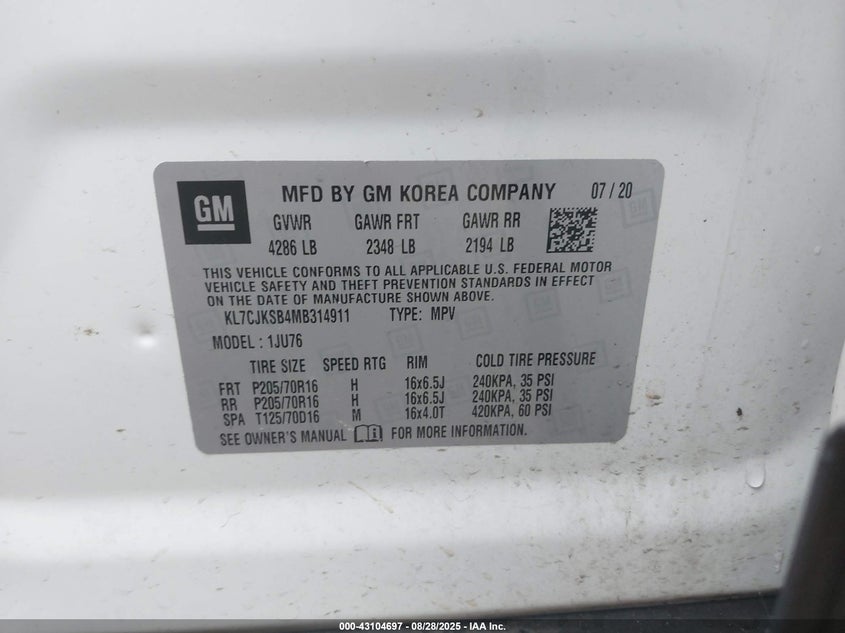 GM
MFD BY GM KOREA COMPANY 07 / 20
GVWR GAWR FRT GAWR RR
4286 LB 2348 LB 2194 LB
THIS VEHICLE CONFORMS TO ALL APPLICABLE U.S. FEDERAL MOTOR
VEHICLE SAFETY AND THEFT PREVENTION STANDARDS IN EFFECT
ON THE DATE OF MANUFACTURE SHOWN ABOVE.
KL7CJKSB4MB314911 TYPE: MPV
MODEL : 1JU76
TIRE SIZE SPEED RTG RIM COLD TIRE PRESSURE
FRT P205/70R16 H 16x6.5J 240KPA, 35 PSI
RR P205/70R16 H 16x6.5J 240KPA, 35 PSI
SPA T125/70D16 M 16x4.0T 420KPA, 60 PSI
SEE OWNER'S MANUAL FOR MORE INFORMATION.
000-43104697 - 08/28/2025 - IAA Inc.